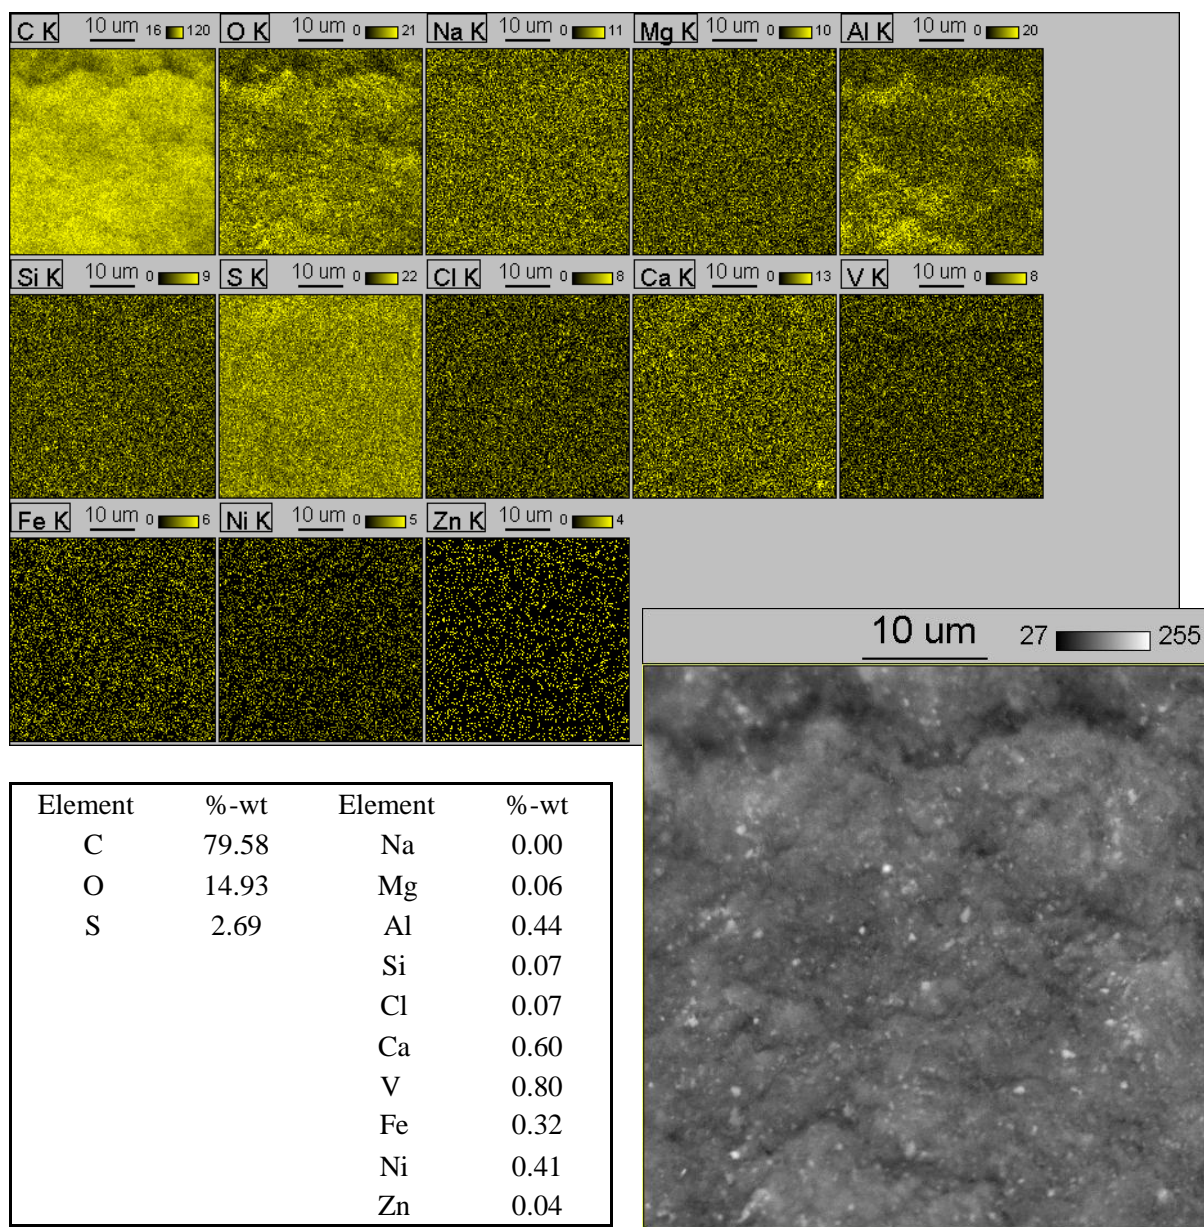 C K 10 um 16 120 O K 10 um 0 21 Na K 10 um 0 11 Mg K 10 um 0 10 Al K 10 um 0 20
Si K 10 um 0 9 S K 10 um 0 22 Cl K 10 um 0 8 Ca K 10 um 0 13 V K 10 um 0 8
Fe K 10 um 0 6 Ni K 10 um 0 5 Zn K 10 um 0 4
10 um 27 255
Element %-wt Element %-wt
C 79.58 Na 0.00
O 14.93 Mg 0.06
S 2.69 Al 0.44
Si 0.07
Cl 0.07
Ca 0.60
V 0.80
Fe 0.32
Ni 0.41
Zn 0.04